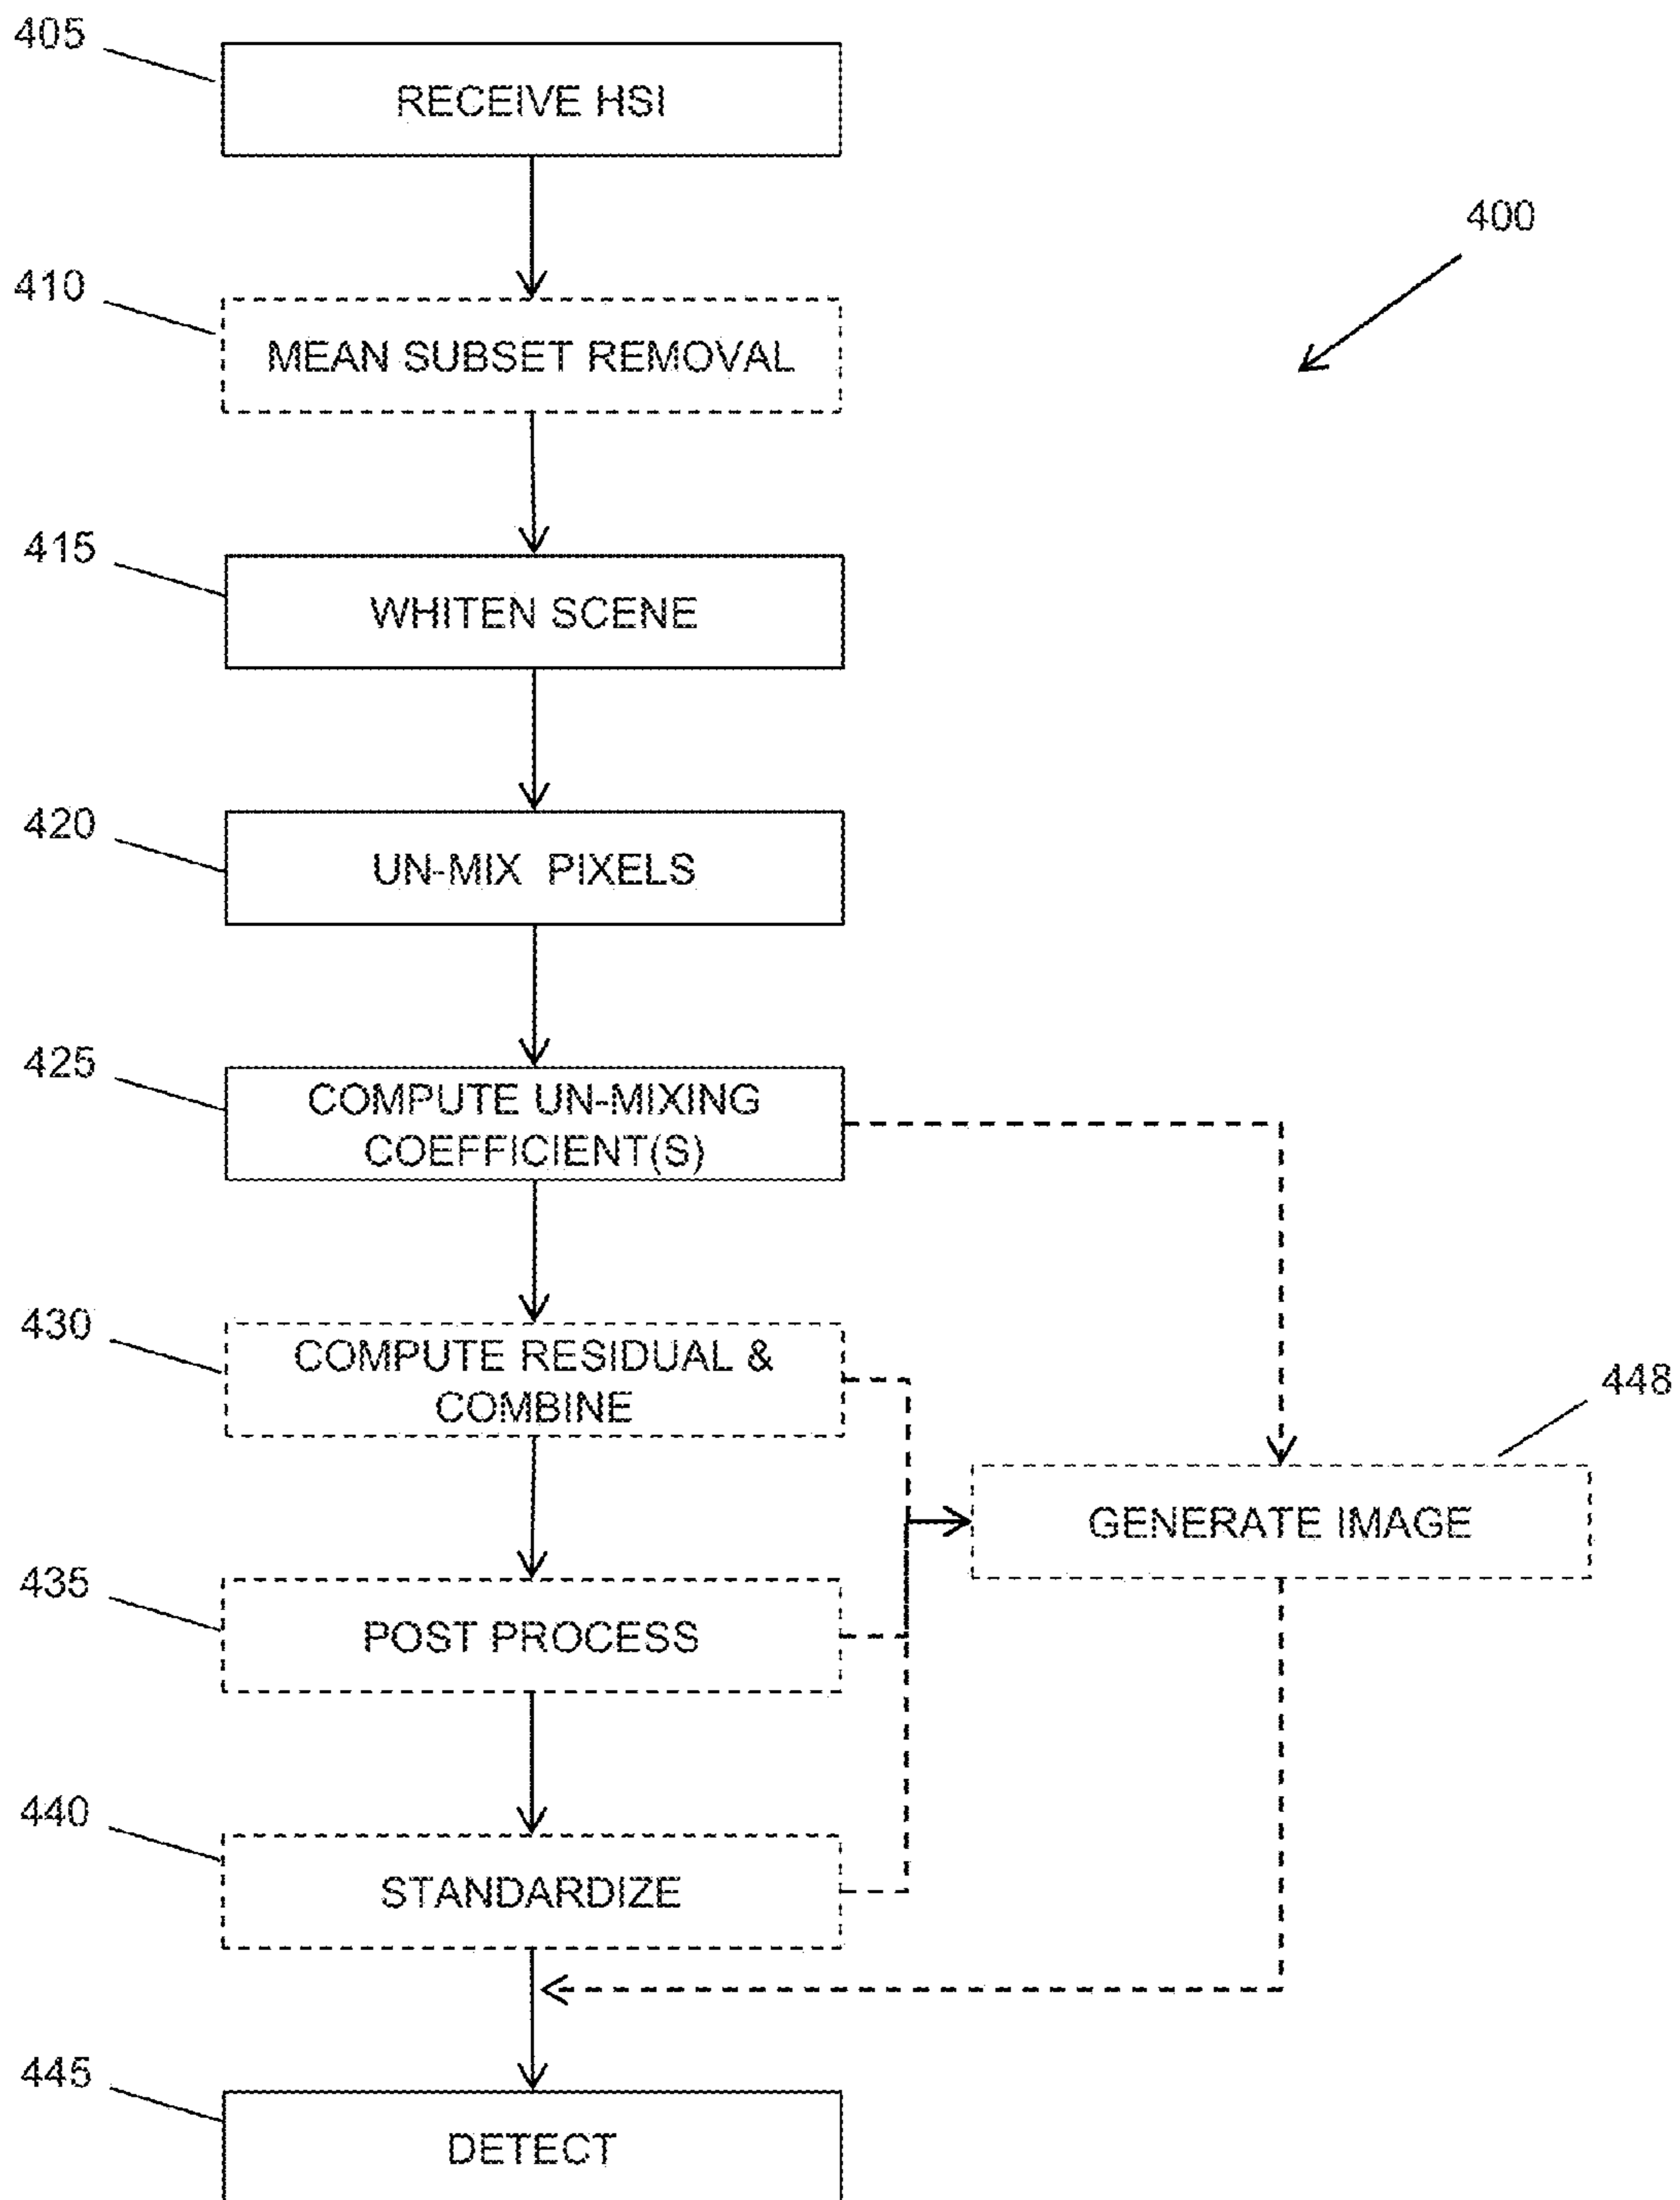 405
RECEIVE HSI
400
410
MEAN SUBSET REMOVAL
415
WHITEN SCENE
420
UN-MIX PIXELS
425
COMPUTE UN-MIXING
COEFFICIENT(S)
430
COMPUTE RESIDUAL &
COMBINE
448
GENERATE IMAGE
435
POST PROCESS
440
STANDARDIZE
445
DETECT